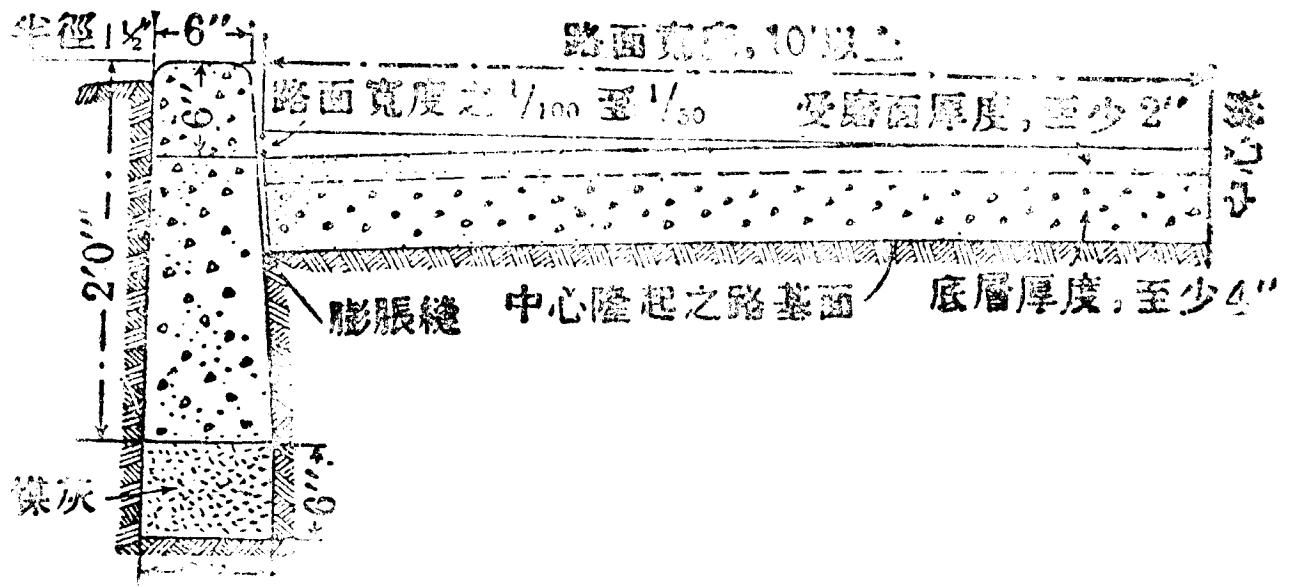 半徑1½"
6"
路面寬度,10'以上
6"
路面寬度之1/100至1/50
受磨面厚度,至少2"
中心線
2'0"
膨脹縫
中心隆起之路基面
底層厚度,至少4"
煤灰
6"